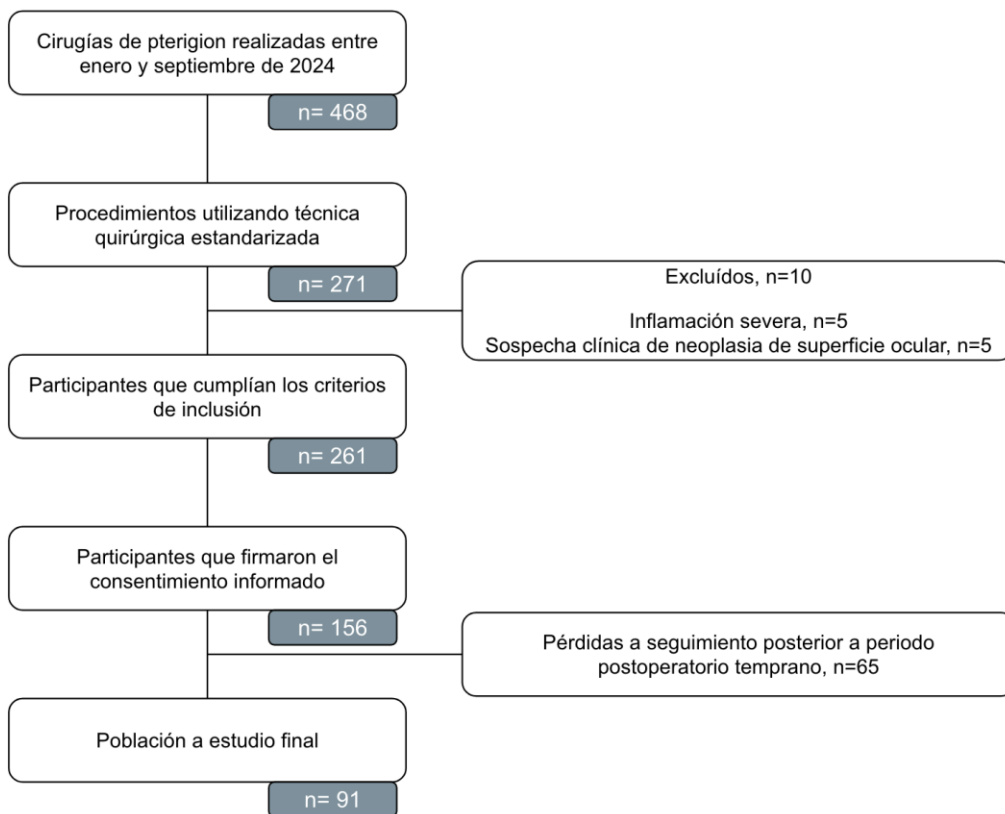 Cirugías de pterigion realizadas entre
enero y septiembre de 2024
n= 468
Procedimientos utilizando técnica
quirúrgica estandarizada
n= 271
Excluídos, n=10
Inflamación severa, n=5
Sospecha clínica de neoplasia de superficie ocular, n=5
Participantes que cumplían los criterios
de inclusión
n= 261
Participantes que firmaron el
consentimiento informado
n= 156
Pérdidas a seguimiento posterior a periodo
postoperatorio temprano, n=65
Población a estudio final
n= 91